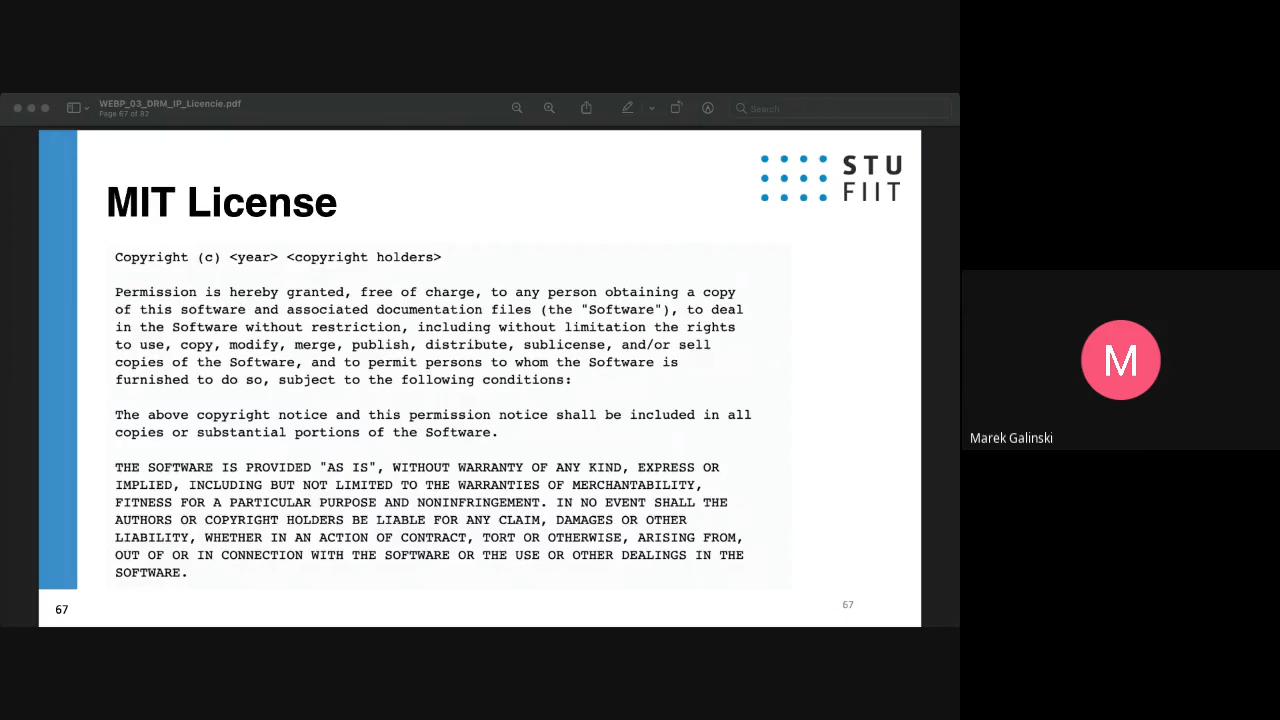 WEBP_03_DRM_IP_Licencie.pdf
Page 67 of 82
Search
STU
FIIT
MIT License
Copyright (c) <year> <copyright holders>
Permission is hereby granted, free of charge, to any person obtaining a copy
of this software and associated documentation files (the "Software"), to deal
in the Software without restriction, including without limitation the rights
to use, copy, modify, merge, publish, distribute, sublicense, and/or sell
copies of the Software, and to permit persons to whom the Software is
furnished to do so, subject to the following conditions:
The above copyright notice and this permission notice shall be included in all
copies or substantial portions of the Software.
THE SOFTWARE IS PROVIDED "AS IS", WITHOUT WARRANTY OF ANY KIND, EXPRESS OR
IMPLIED, INCLUDING BUT NOT LIMITED TO THE WARRANTIES OF MERCHANTABILITY,
FITNESS FOR A PARTICULAR PURPOSE AND NONINFRINGEMENT. IN NO EVENT SHALL THE
AUTHORS OR COPYRIGHT HOLDERS BE LIABLE FOR ANY CLAIM, DAMAGES OR OTHER
LIABILITY, WHETHER IN AN ACTION OF CONTRACT, TORT OR OTHERWISE, ARISING FROM,
OUT OF OR IN CONNECTION WITH THE SOFTWARE OR THE USE OR OTHER DEALINGS IN THE
SOFTWARE.
67
67
M
Marek Galinski